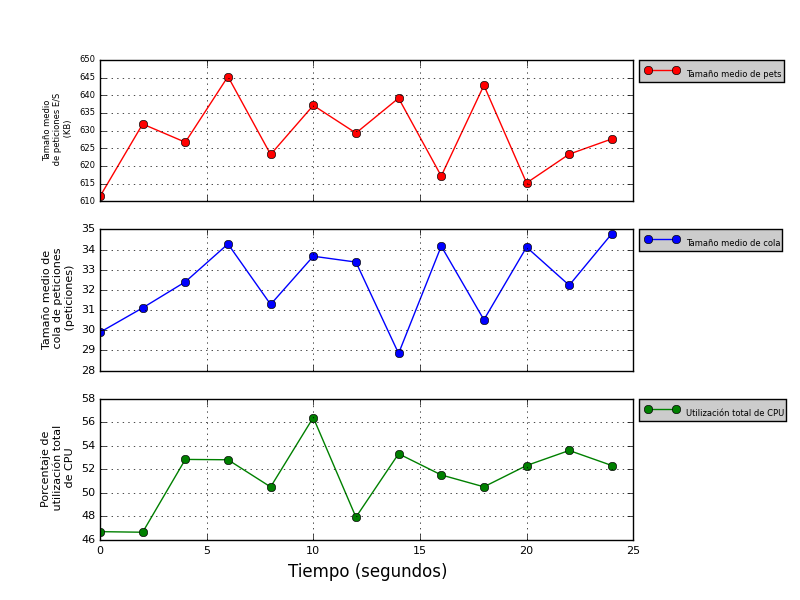 650
645
640
635
630
625
620
615
610
Tamaño medio
de peticiones E/S
(KB)
Tamaño medio de pets
35
34
33
32
31
30
29
28
Tamaño medio de
cola de peticiones
(peticiones)
Tamaño medio de cola
58
56
54
52
50
48
46
Porcentaje de
utilización total
de CPU
Utilización total de CPU
0 5 10 15 20 25
Tiempo (segundos)